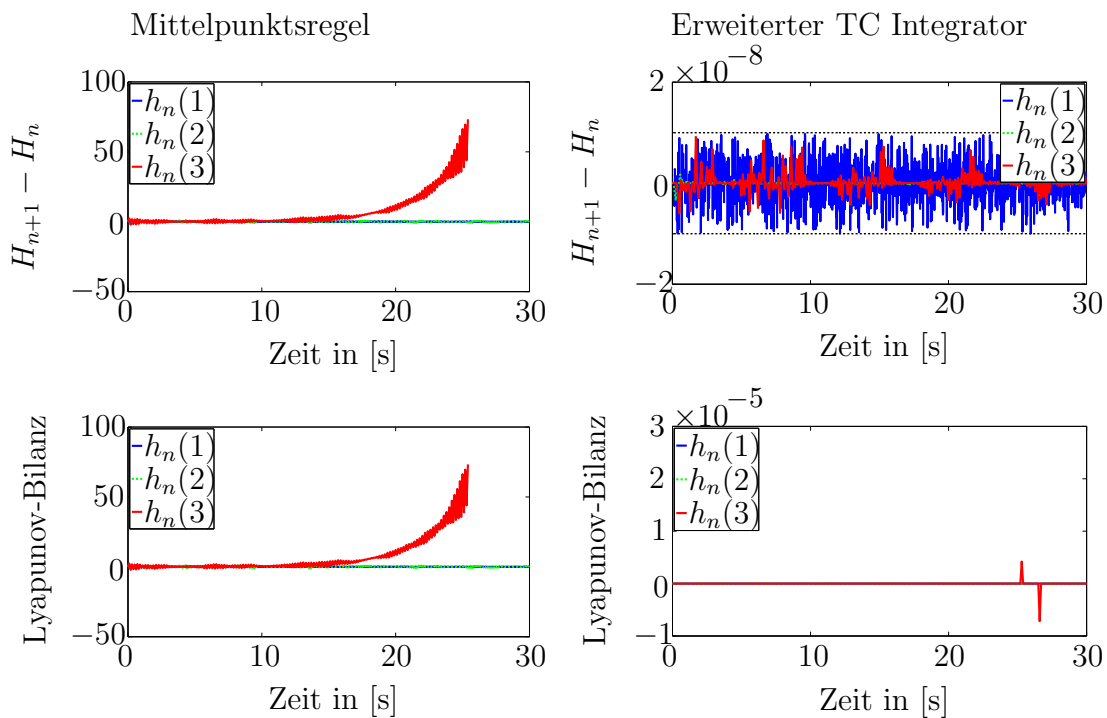 Mittelpunktsregel
Erweiterter TC Integrator
H_{n+1} − H_n
100
50
0
−50
0
10
20
30
Zeit in [s]
h_n(1)
h_n(2)
h_n(3)
H_{n+1} − H_n
×10^{−8}
2
0
−2
0
10
20
30
Zeit in [s]
h_n(1)
h_n(2)
h_n(3)
Lyapunov-Bilanz
100
50
0
−50
0
10
20
30
Zeit in [s]
h_n(1)
h_n(2)
h_n(3)
Lyapunov-Bilanz
×10^{−5}
3
2
1
0
−1
0
10
20
30
Zeit in [s]
h_n(1)
h_n(2)
h_n(3)